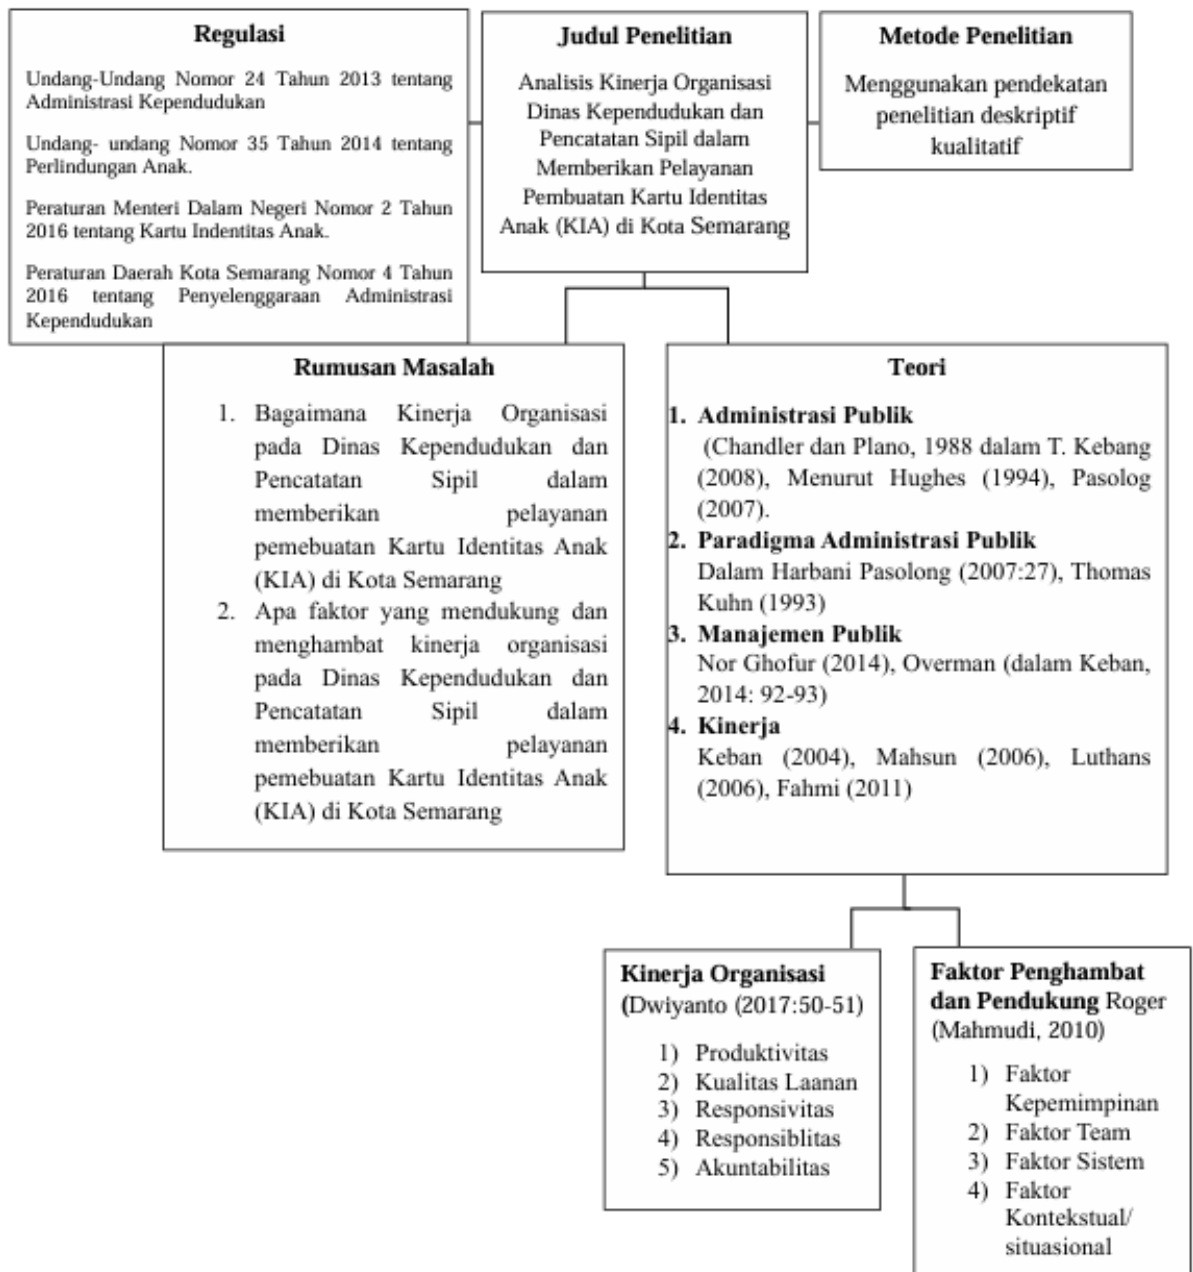 Regulasi
Undang-Undang Nomor 24 Tahun 2013 tentang
Administrasi Kependudukan
Undang- undang Nomor 35 Tahun 2014 tentang
Perlindungan Anak.
Peraturan Menteri Dalam Negeri Nomor 2 Tahun
2016 tentang Kartu Indentitas Anak.
Peraturan Daerah Kota Semarang Nomor 4 Tahun
2016 tentang Penyelenggaraan Administrasi
Kependudukan
Judul Penelitian
Analisis Kinerja Organisasi
Dinas Kependudukan dan
Pencatatan Sipil dalam
Memberikan Pelayanan
Pembuatan Kartu Identitas
Anak (KIA) di Kota Semarang
Metode Penelitian
Menggunakan pendekatan
penelitian deskriptif
kualitatif
Rumusan Masalah
1. Bagaimana Kinerja Organisasi
pada Dinas Kependudukan dan
Pencatatan Sipil dalam
memberikan pelayanan
pemebuatan Kartu Identitas Anak
(KIA) di Kota Semarang
2. Apa faktor yang mendukung dan
menghambat kinerja organisasi
pada Dinas Kependudukan dan
Pencatatan Sipil dalam
memberikan pelayanan
pemebuatan Kartu Identitas Anak
(KIA) di Kota Semarang
Teori
1. Administrasi Publik
(Chandler dan Plano, 1988 dalam T. Kebang
(2008), Menurut Hughes (1994), Pasolog
(2007).
2. Paradigma Administrasi Publik
Dalam Harbani Pasolong (2007:27), Thomas
Kuhn (1993)
3. Manajemen Publik
Nor Ghofur (2014), Overman (dalam Keban,
2014: 92-93)
4. Kinerja
Keban (2004), Mahsun (2006), Luthans
(2006), Fahmi (2011)
Kinerja Organisasi
(Dwiyanto (2017:50-51)
1) Produktivitas
2) Kualitas Laanan
3) Responsivitas
4) Responsiblitas
5) Akuntabilitas
Faktor Penghambat
dan Pendukung Roger
(Mahmudi, 2010)
1) Faktor
Kepemimpinan
2) Faktor Team
3) Faktor Sistem
4) Faktor
Kontekstual/
situasional